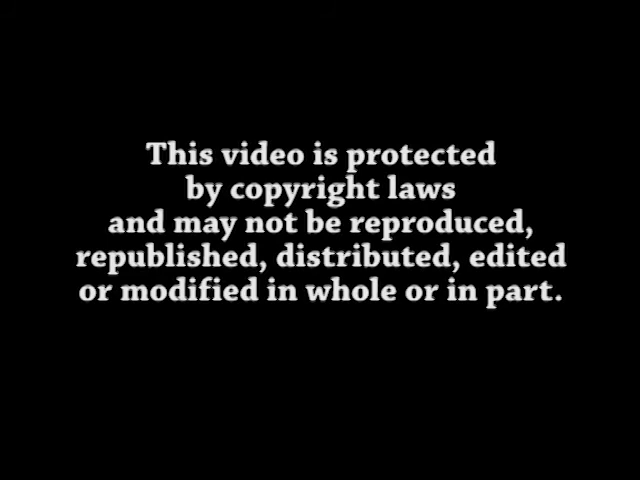 This video is protected
by copyright laws
and may not be reproduced,
republished, distributed, edited
or modified in whole or in part.